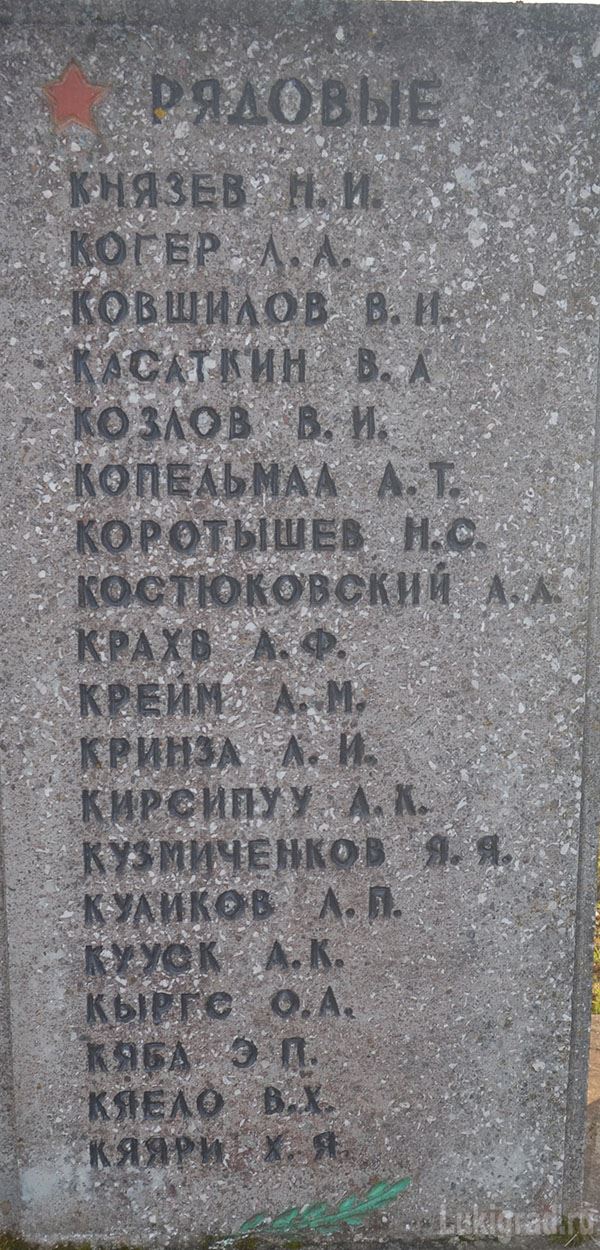 РЯДОВЫЕ
КНЯЗЕВ Н. И.
КОГЕР Л. А.
КОВШИЛОВ В. И.
КАСАТКИН В. А
КОЗЛОВ В. И.
КОПЕЛЬМАА А. Т.
КОРОТЫШЕВ Н. С.
КОСТЮКОВСКИЙ А. А.
КРАХВ А. Ф.
КРЕЙМ А. М.
КРИНЗА А. И.
КИРСИПУУ А. К.
КУЗМИЧЕНКОВ Я. Я.
КУЛИКОВ А. П.
КУУСК А. К.
КЫРГЕ О. А.
КЯБА Э П.
КЯЕЛО В. Х.
КЯЯРИ Х. Я.
Lukigrad.ru